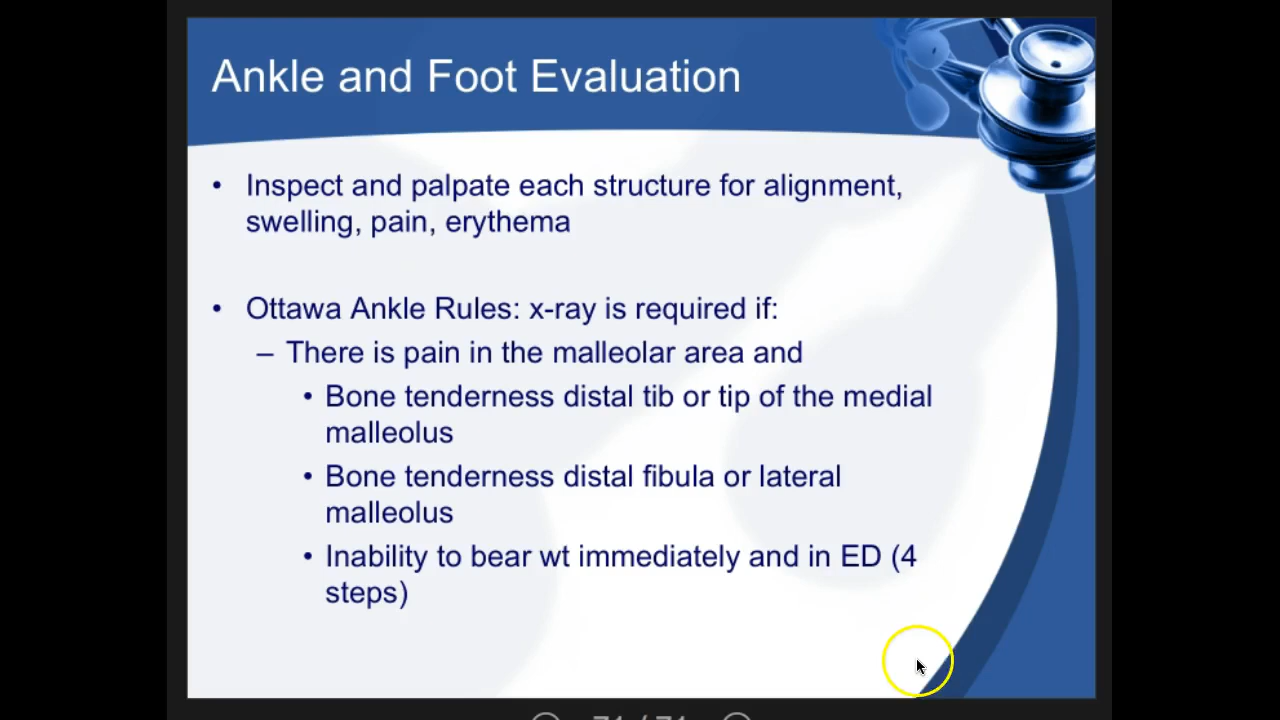 Ankle and Foot Evaluation
• Inspect and palpate each structure for alignment,
swelling, pain, erythema
• Ottawa Ankle Rules: x-ray is required if:
– There is pain in the malleolar area and
• Bone tenderness distal tib or tip of the medial
malleolus
• Bone tenderness distal fibula or lateral
malleolus
• Inability to bear wt immediately and in ED (4
steps)